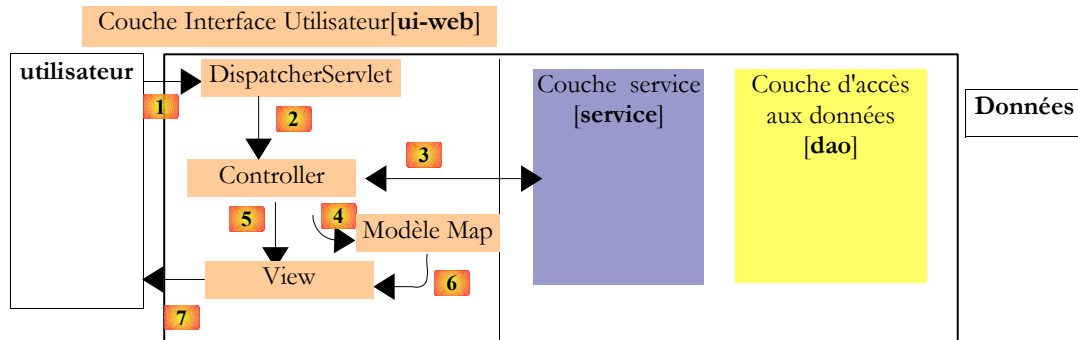 Couche Interface Utilisateur[ui-web]
utilisateur
DispatcherServlet
Couche service
[service]
Couche d'accès
aux données
[dao]
Données
1
2
3
Controller
5
4
Modèle Map
View
6
7